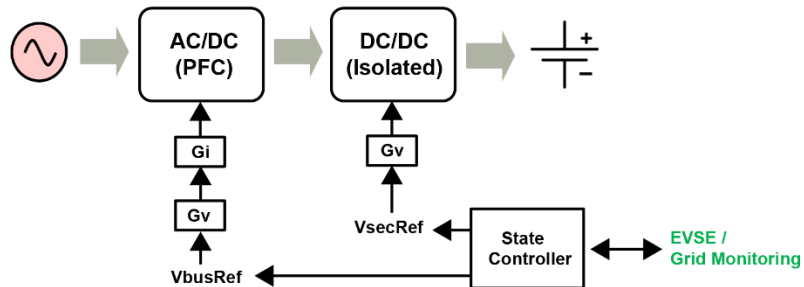 AC/DC
(PFC)
DC/DC
(Isolated)
+
−
Gi
Gv
Gv
VsecRef
State
Controller
EVSE /
Grid Monitoring
VbusRef